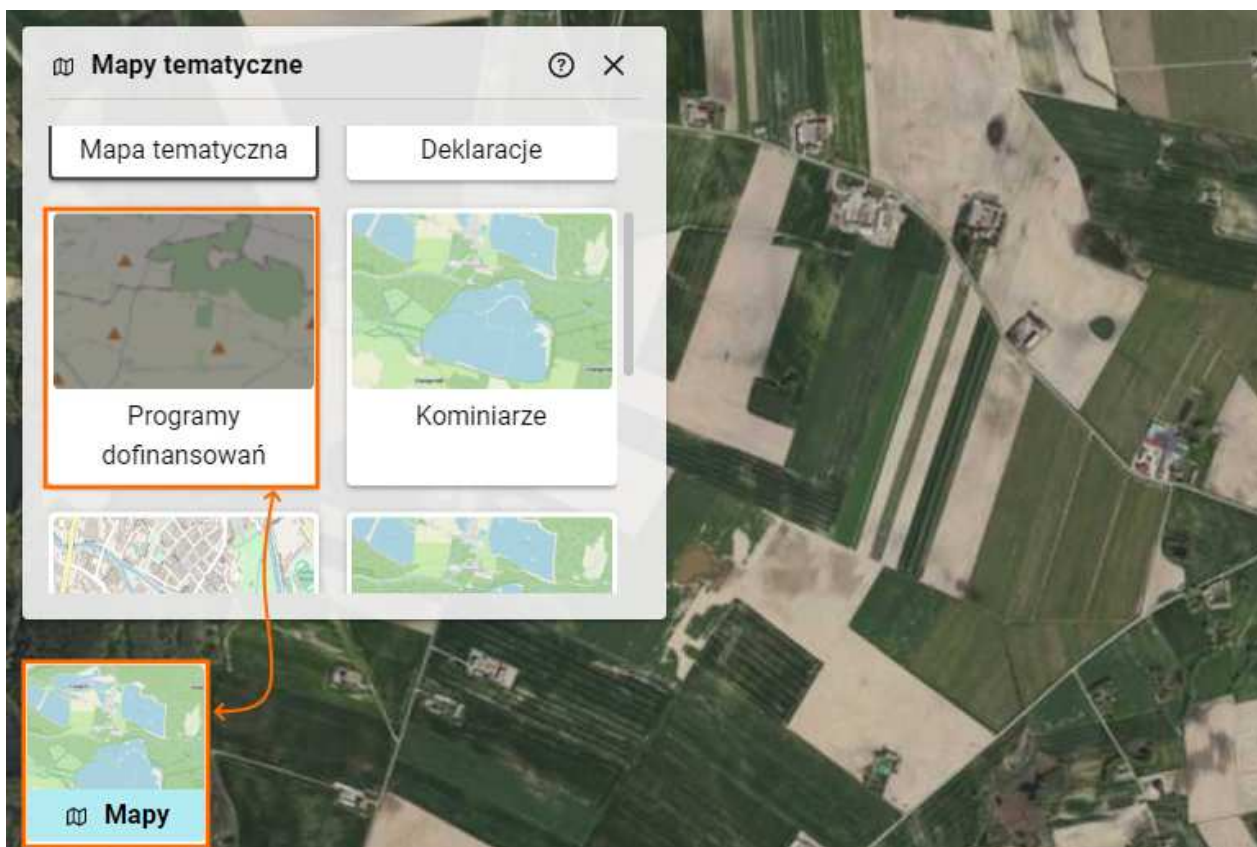 Mapy tematyczne
Mapa tematyczna
Deklaracje
Programy
dofinansowań
Kominiarze
Mapy